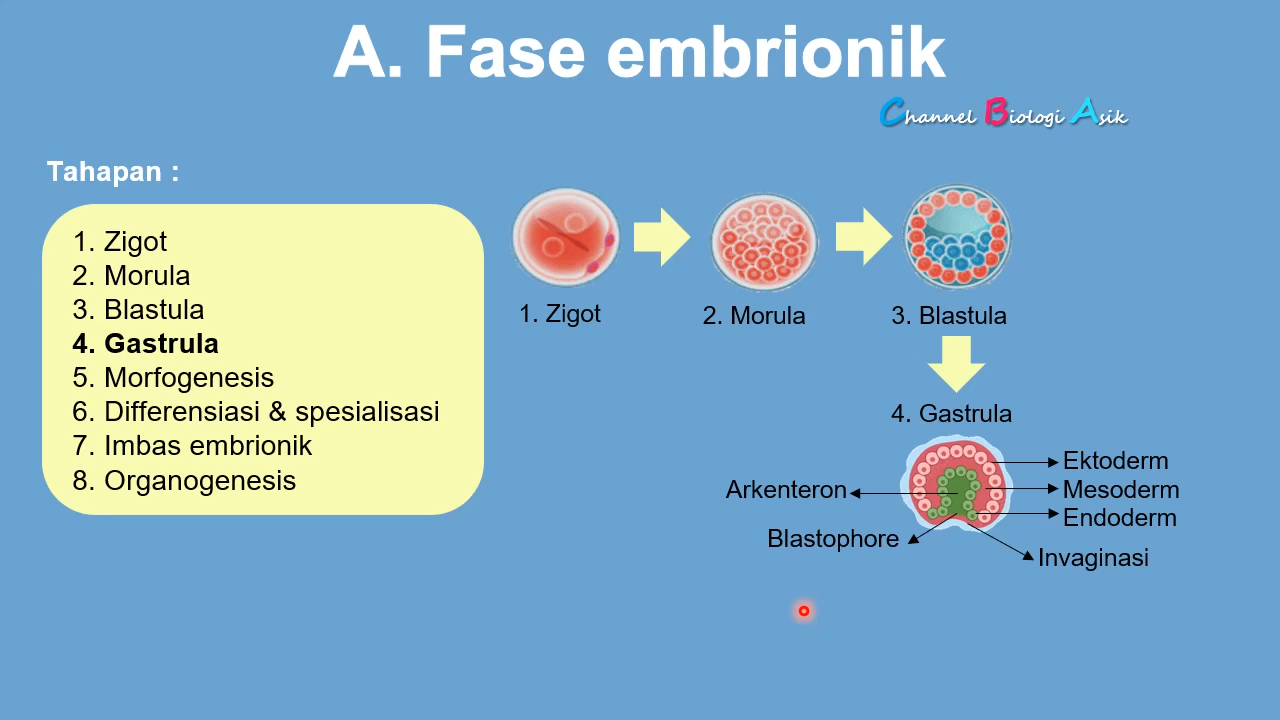 A. Fase embrionik
Channel Biologi Asik
Tahapan :
1. Zigot
2. Morula
3. Blastula
4. Gastrula
5. Morfogenesis
6. Differensiasi & spesialisasi
7. Imbas embrionik
8. Organogenesis
1. Zigot
2. Morula
3. Blastula
4. Gastrula
Ektoderm
Mesoderm
Endoderm
Arkenteron
Blastophore
Invaginasi